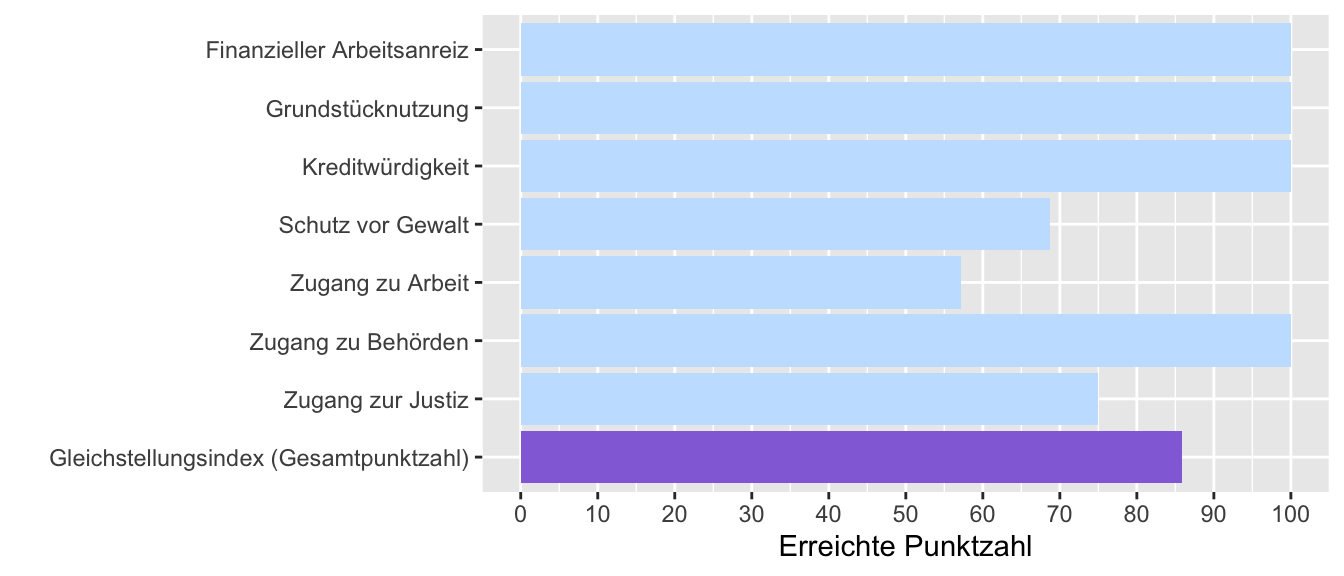 Finanzieller Arbeitsanreiz
Grundstücknutzung
Kreditwürdigkeit
Schutz vor Gewalt
Zugang zu Arbeit
Zugang zu Behörden
Zugang zur Justiz
Gleichstellungsindex (Gesamtpunktzahl)
0 10 20 30 40 50 60 70 80 90 100
Erreichte Punktzahl